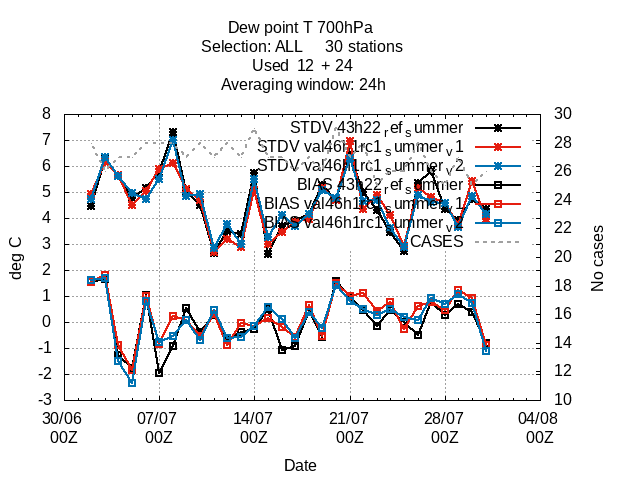 Dew point T 700hPa
Selection: ALL 30 stations
Used 12 + 24
Averaging window: 24h
8 30
7 28
6 26
5 24
4 22
3 20
2 18
1 16
0 14
-1 12
-2 10
-3
STDV 43h22_ref_summer
STDV val46h1rc1_summer_v1
STDV val46h1rc1_summer_v2
BIAS 43h22_ref_summer
BIAS val46h1rc1_summer_v1
BIAS val46h1rc1_summer_v2
CASES
deg C
No cases
30/06 07/07 14/07 21/07 28/07 04/08
00Z 00Z 00Z 00Z 00Z 00Z
Date